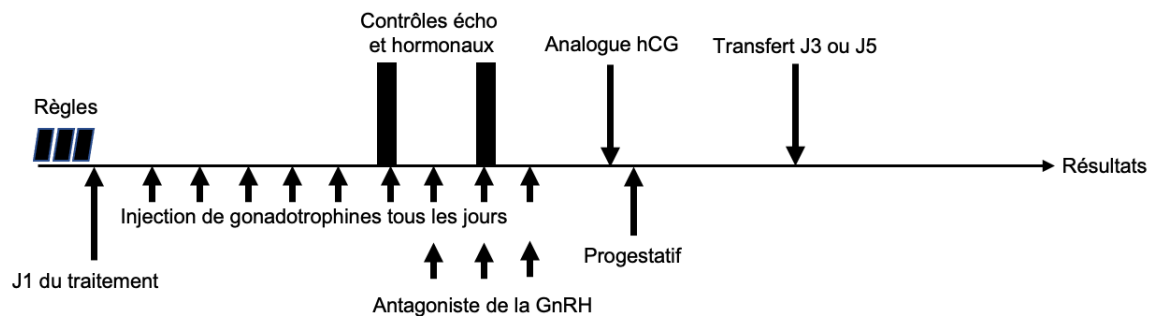 Contrôles écho
et hormonaux
Analogue hCG
Transfert J3 ou J5
Règles
Résultats
Injection de gonadotrophines tous les jours
Progestatif
J1 du traitement
Antagoniste de la GnRH